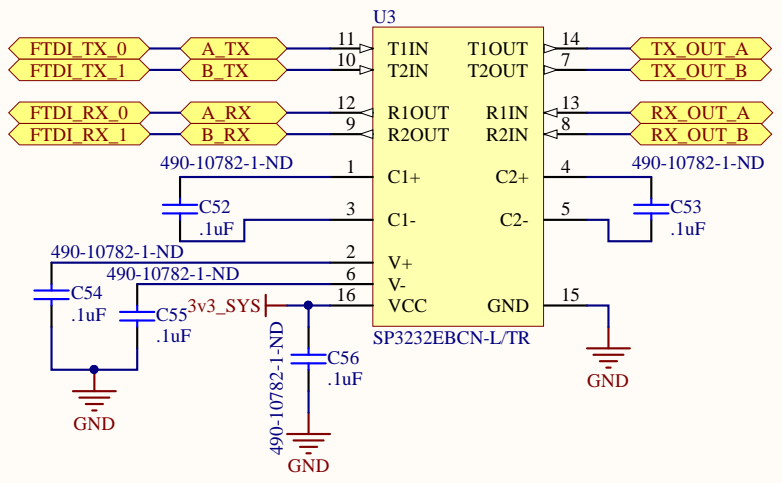 U3
FTDI_TX_0 A_TX 11 T1IN T1OUT 14 TX_OUT_A
FTDI_TX_1 B_TX 10 T2IN T2OUT 7 TX_OUT_B
FTDI_RX_0 A_RX 12 R1OUT R1IN 13 RX_OUT_A
FTDI_RX_1 B_RX 9 R2OUT R2IN 8 RX_OUT_B
490-10782-1-ND 1 C1+ C2+ 4 490-10782-1-ND
C52 3 C1- C2- 5 C53
.1uF .1uF
490-10782-1-ND 2 V+
490-10782-1-ND 6 V-
C54 3v3_SYS 16 VCC GND 15
.1uF C55
.1uF
SP3232EBCN-L/TR
490-10782-1-ND C56
.1uF
GND
GND
GND